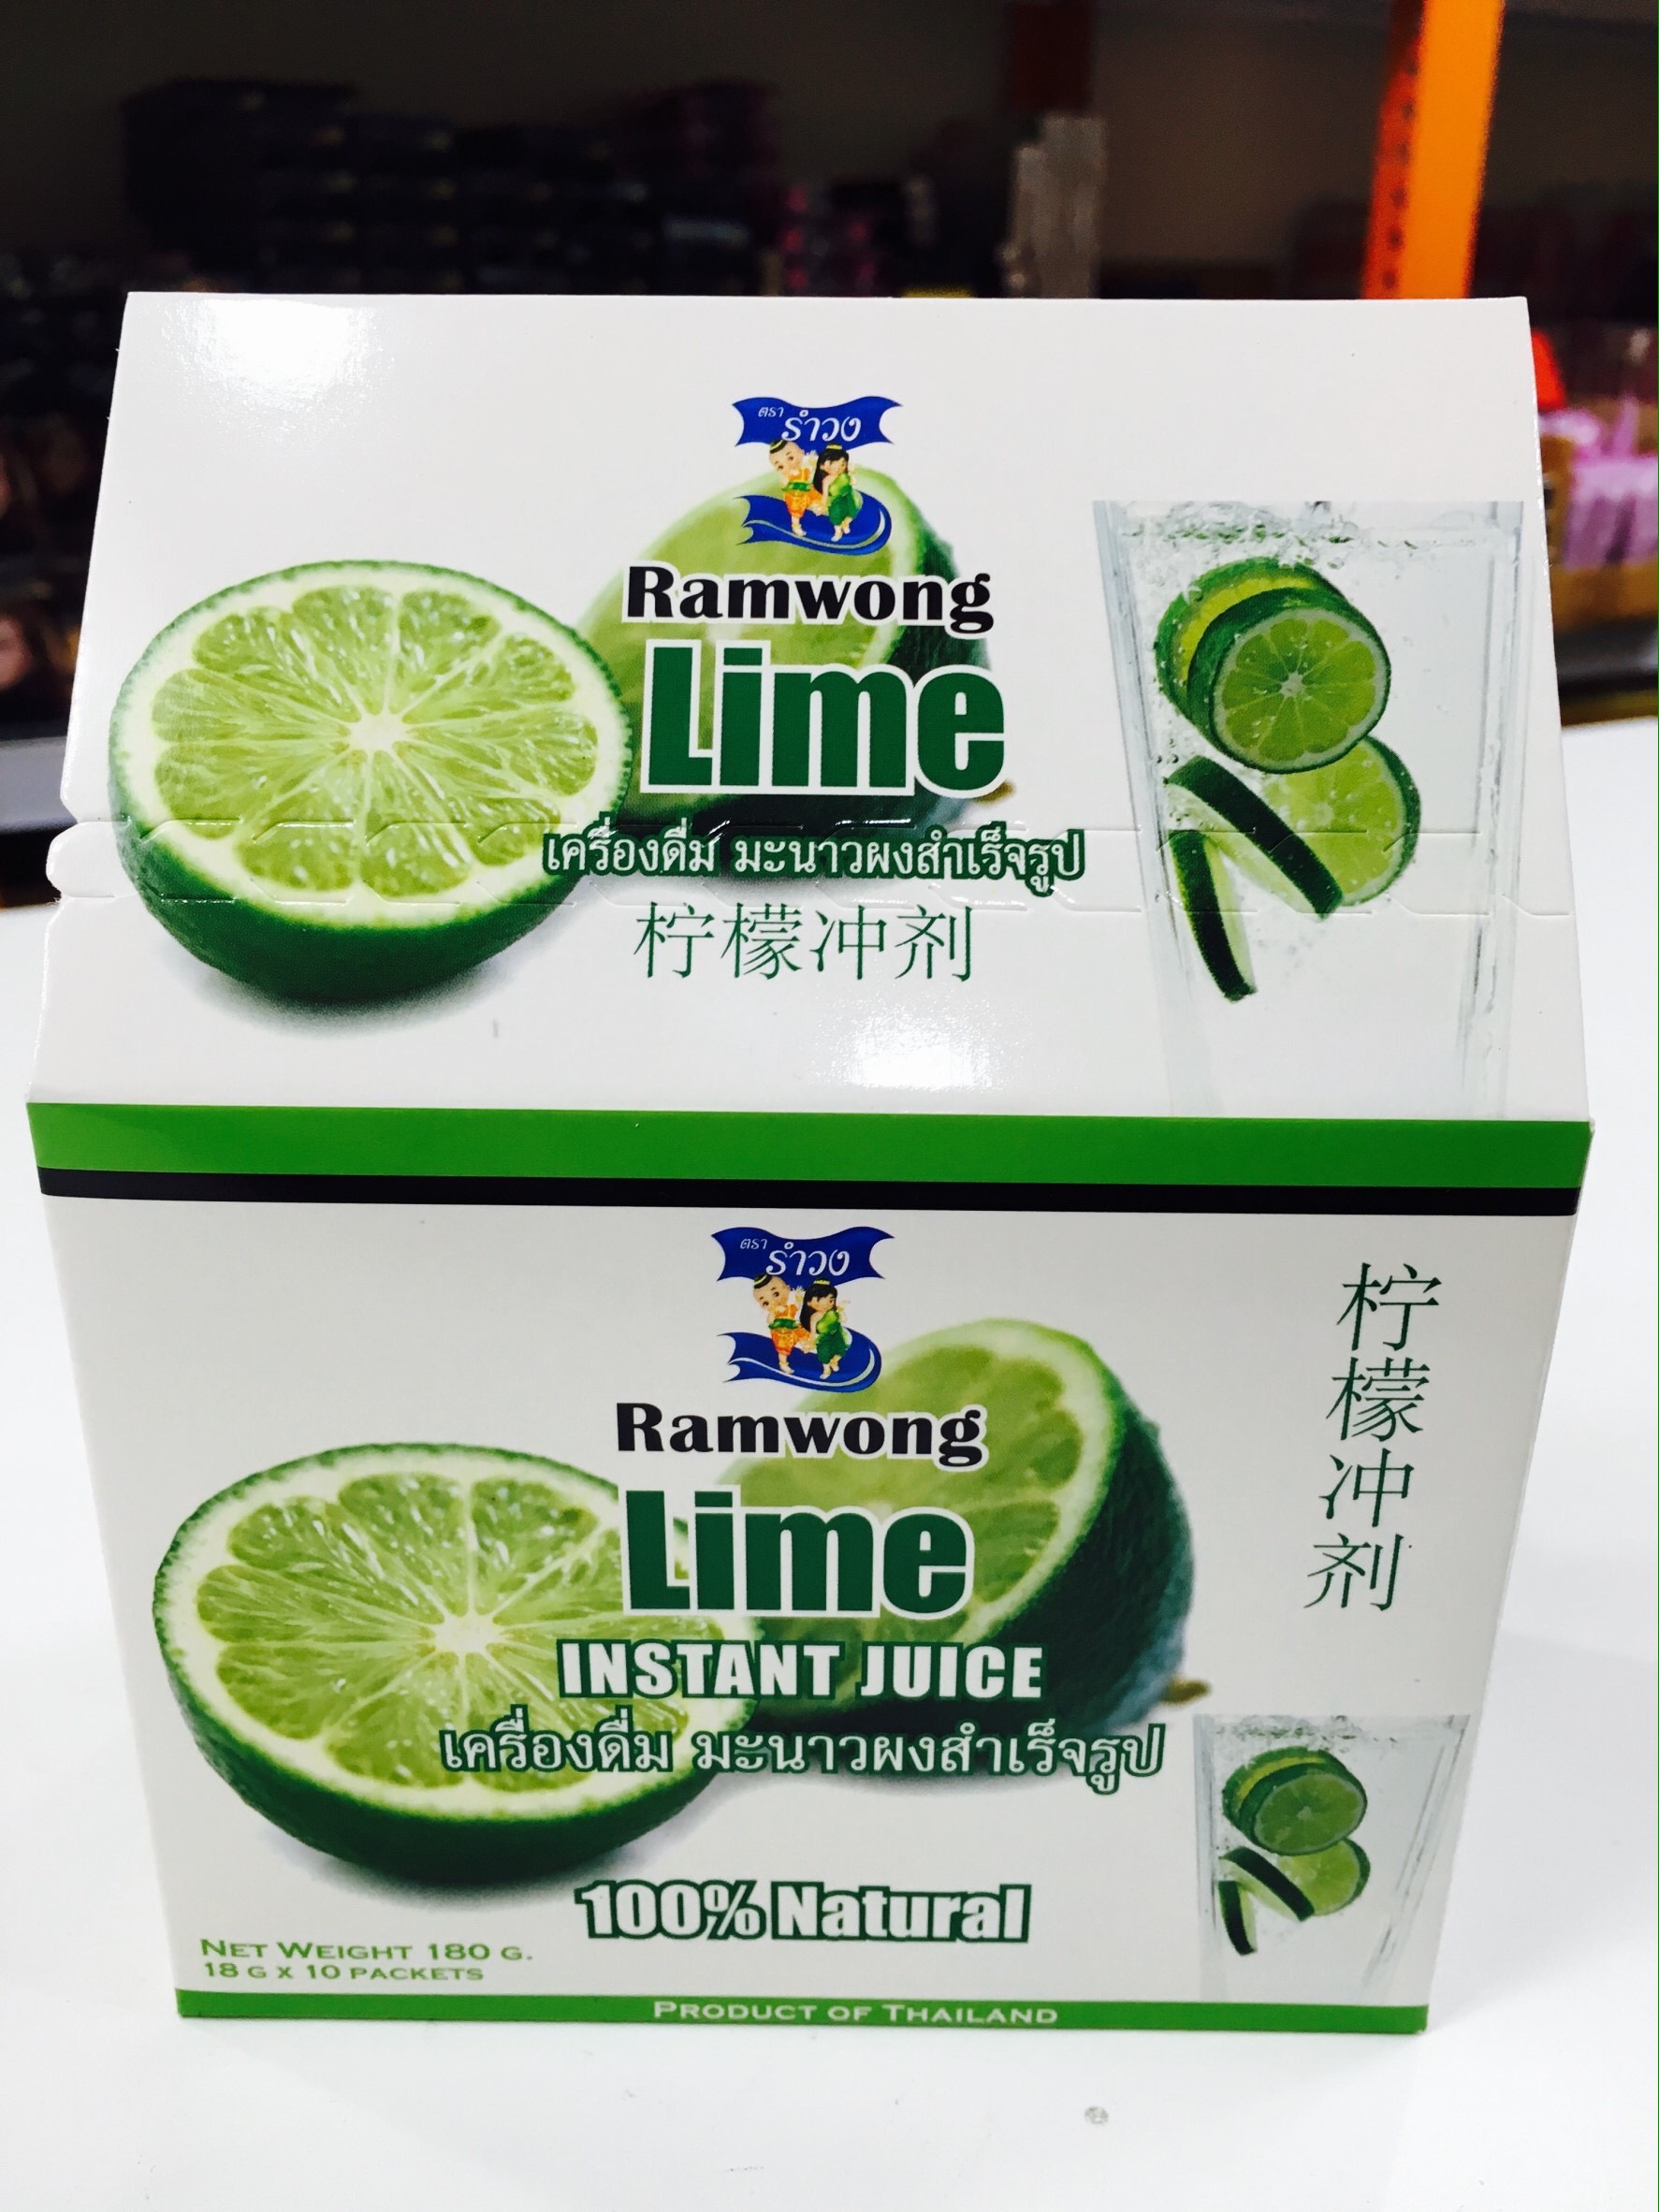 ตรา
รำวง
Ramwong
Lime
เครื่องดื่ม มะนาวผงสำเร็จรูป
柠檬冲剂
ตรา
รำวง
Ramwong
Lime
INSTANT JUICE
เครื่องดื่ม มะนาวผงสำเร็จรูป
柠檬冲剂
100% Natural
NET WEIGHT 180 G.
18 G X 10 PACKETS
PRODUCT OF THAILAND